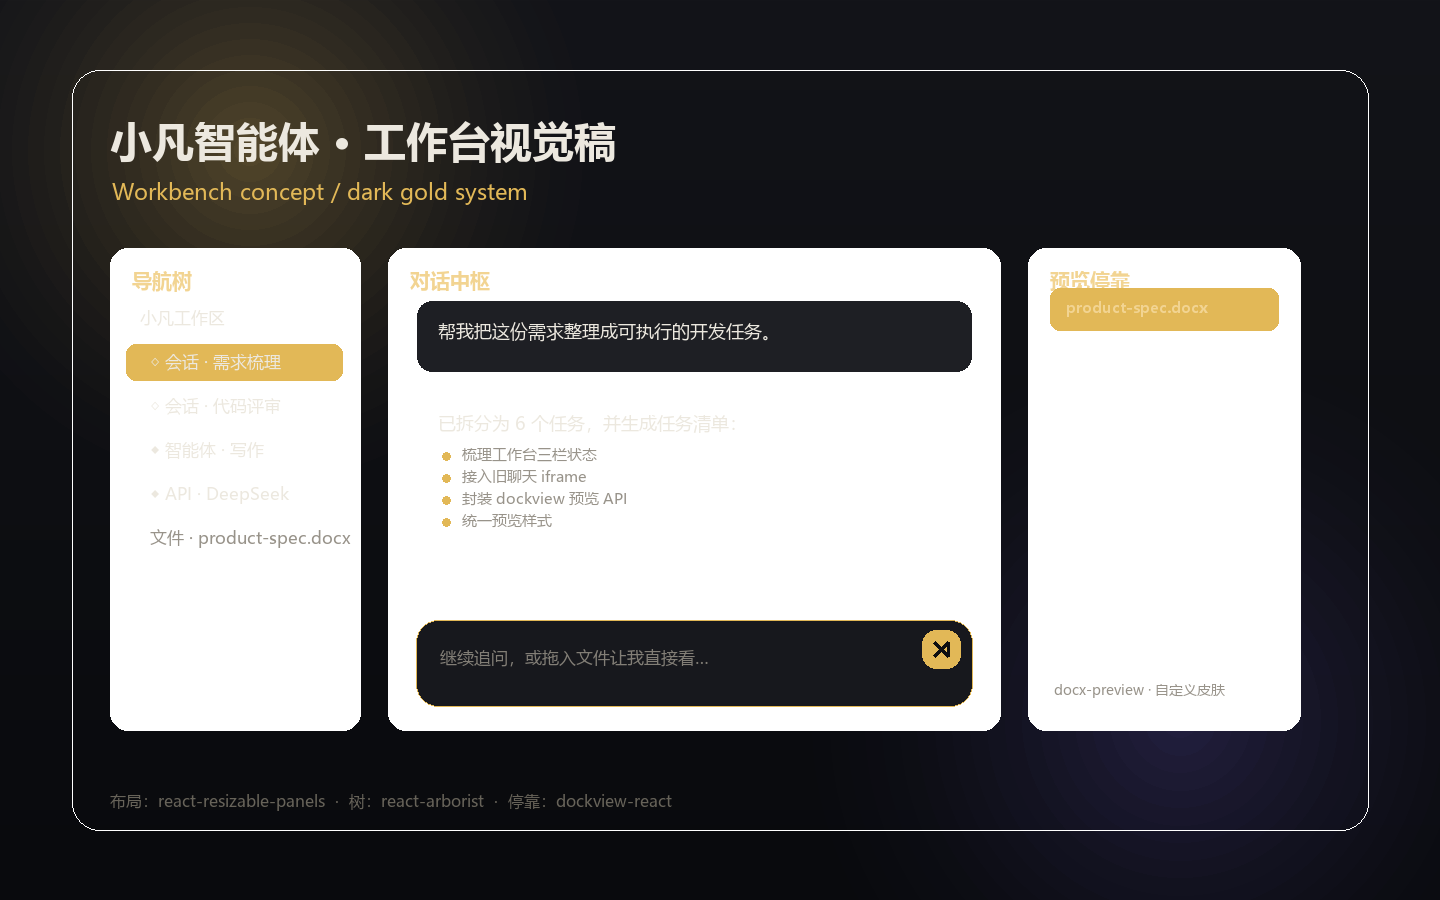 小凡智能体 • 工作台视觉稿
Workbench concept / dark gold system
导航树
小凡工作区
◇ 会话 · 需求梳理
◇ 会话 · 代码评审
◆ 智能体 · 写作
◆ API · DeepSeek
文件 · product-spec.docx
对话中枢
帮我把这份需求整理成可执行的开发任务。
已拆分为 6 个任务，并生成任务清单：
梳理工作台三栏状态
接入旧聊天 iframe
封装 dockview 预览 API
统一预览样式
继续追问，或拖入文件让我直接看…
预览停靠
product-spec.docx
docx-preview · 自定义皮肤
布局：react-resizable-panels · 树：react-arborist · 停靠：dockview-react